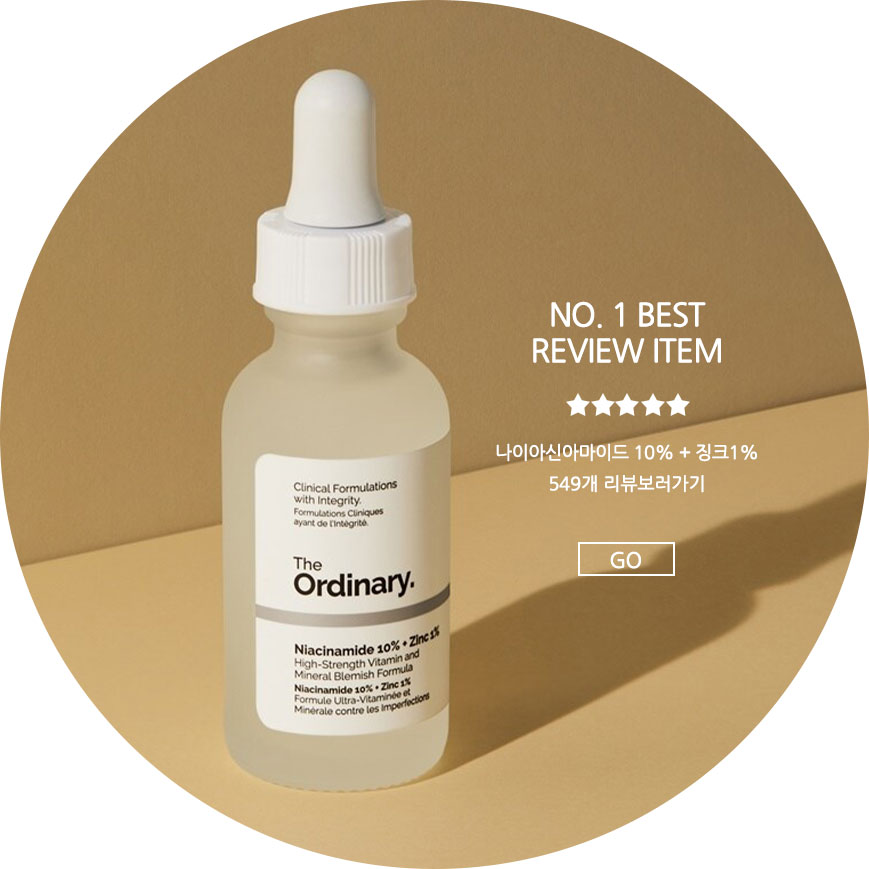 NO. 1 BEST
REVIEW ITEM
나이아신아마이드 10% + 징크1%
549개 리뷰보러가기
GO
Clinical Formulations
with Integrity.
Formulations Cliniques
ayant de l'Intégrité.
The
Ordinary.
Niacinamide 10% + Zinc 1%
High-Strength Vitamin and
Mineral Blemish Formula
Niacinamide 10% + Zinc 1%
Formule Ultra-Vitaminée et
Minérale contre les Imperfections